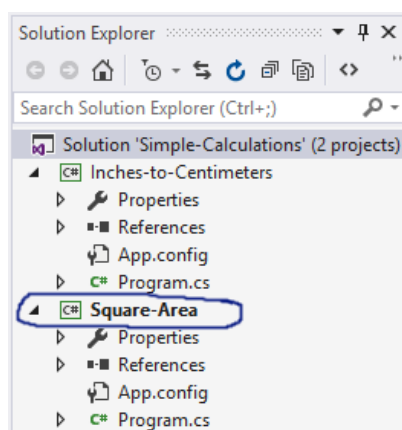 Solution Explorer
Search Solution Explorer (Ctrl+;)
Solution 'Simple-Calculations' (2 projects)
C# Inches-to-Centimeters
Properties
References
App.config
C# Program.cs
C# Square-Area
Properties
References
App.config
C# Program.cs